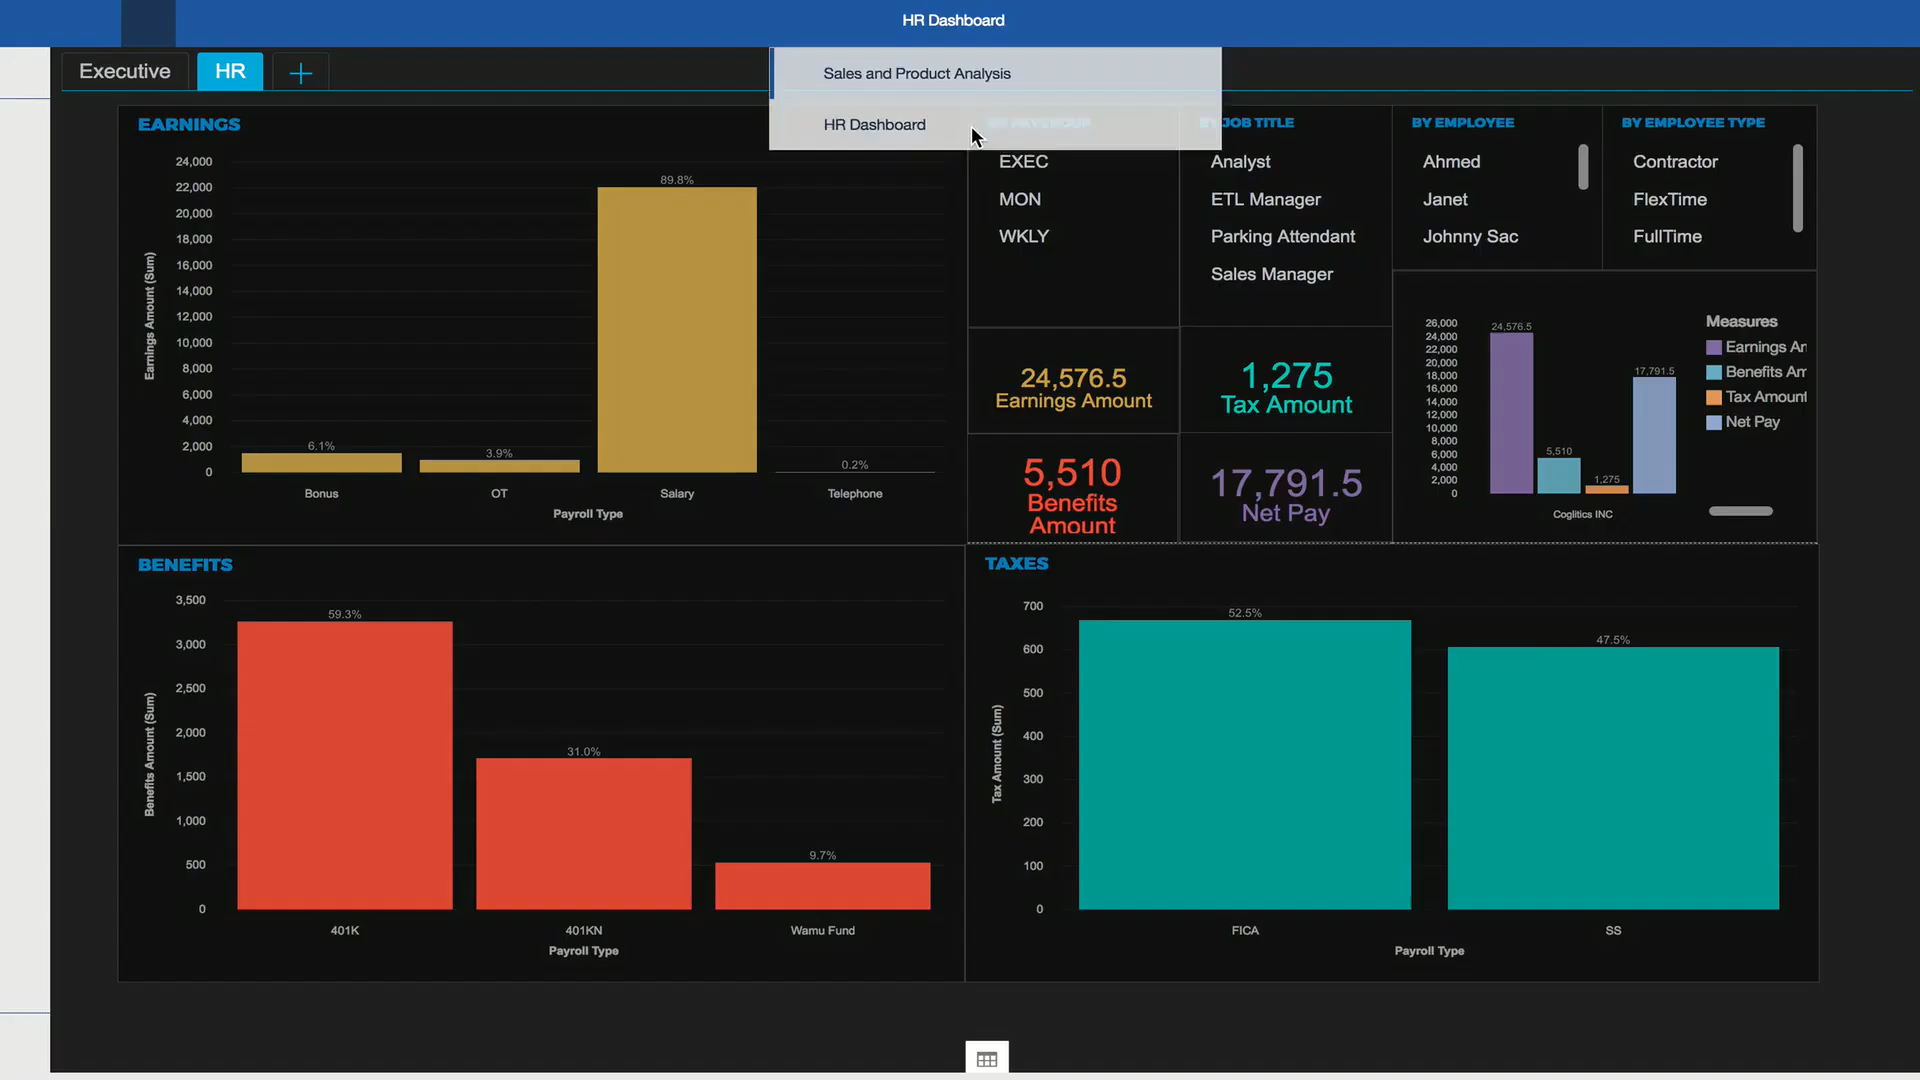 HR Dashboard
Executive
HR
Sales and Product Analysis
HR Dashboard
EARNINGS
24,000
22,000
20,000
18,000
16,000
14,000
12,000
10,000
8,000
6,000
4,000
2,000
0
Earnings Amount (Sum)
6.1%
3.9%
89.8%
0.2%
Bonus
OT
Salary
Telephone
Payroll Type
EXEC
MON
WKLY
BY JOB TITLE
Analyst
ETL Manager
Parking Attendant
Sales Manager
BY EMPLOYEE
Ahmed
Janet
Johnny Sac
BY EMPLOYEE TYPE
Contractor
FlexTime
FullTime
24,576.5
Earnings Amount
1,275
Tax Amount
5,510
Benefits
Amount
17,791.5
Net Pay
26,000
24,000
22,000
20,000
18,000
16,000
14,000
12,000
10,000
8,000
6,000
4,000
2,000
0
24,576.5
5,510
1,275
17,791.5
Coglitics INC
Measures
Earnings Am
Benefits Am
Tax Amount
Net Pay
BENEFITS
3,500
3,000
2,500
2,000
1,500
1,000
500
0
Benefits Amount (Sum)
59.3%
31.0%
9.7%
401K
401KN
Wamu Fund
Payroll Type
TAXES
700
600
500
400
300
200
100
0
Tax Amount (Sum)
52.5%
47.5%
FICA
SS
Payroll Type